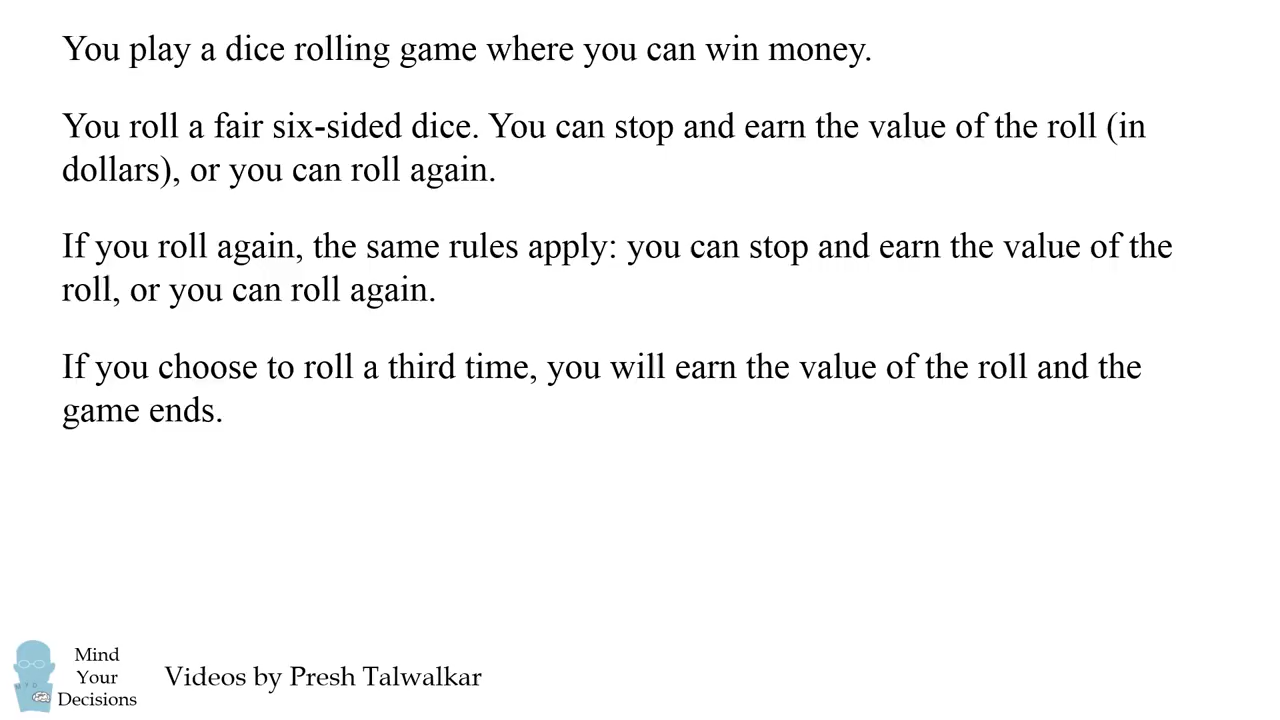 You play a dice rolling game where you can win money.
You roll a fair six-sided dice. You can stop and earn the value of the roll (in
dollars), or you can roll again.
If you roll again, the same rules apply: you can stop and earn the value of the
roll, or you can roll again.
If you choose to roll a third time, you will earn the value of the roll and the
game ends.
Mind
Your
Decisions
Videos by Presh Talwalkar